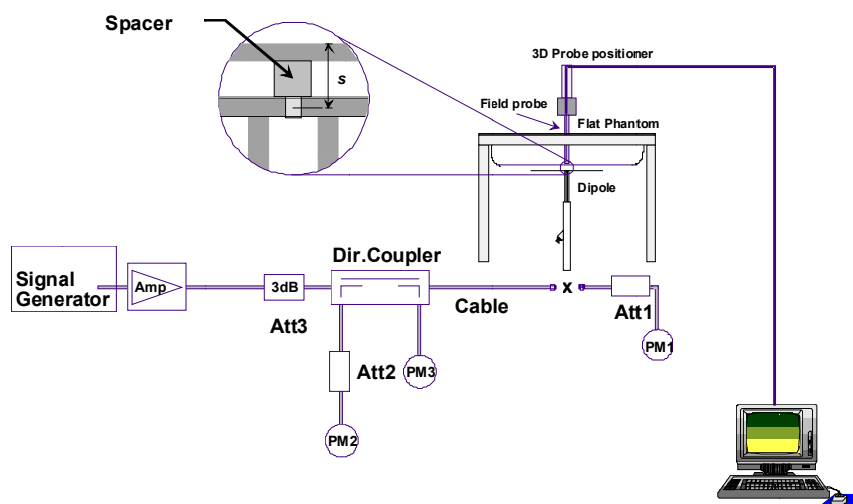 Spacer
s
3D Probe positioner
Field probe
Flat Phantom
Dipole
Signal
Generator
Amp
3dB
Att3
Dir.Coupler
Cable
x
Att1
PM1
Att2
PM3
PM2